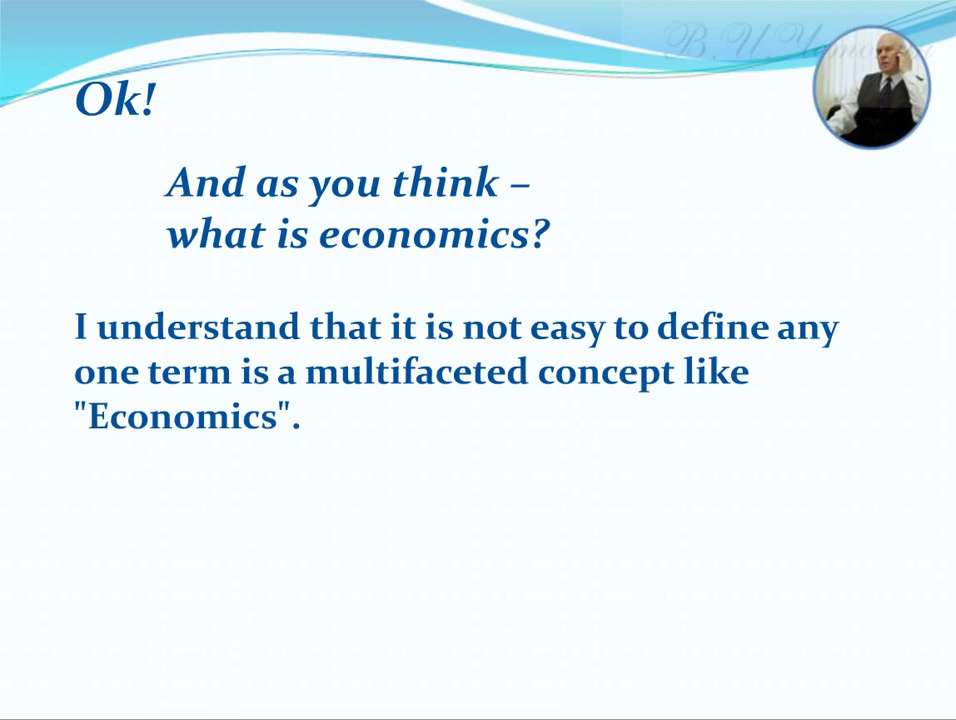 Ok!
And as you think –
what is economics?
I understand that it is not easy to define any
one term is a multifaceted concept like
"Economics".